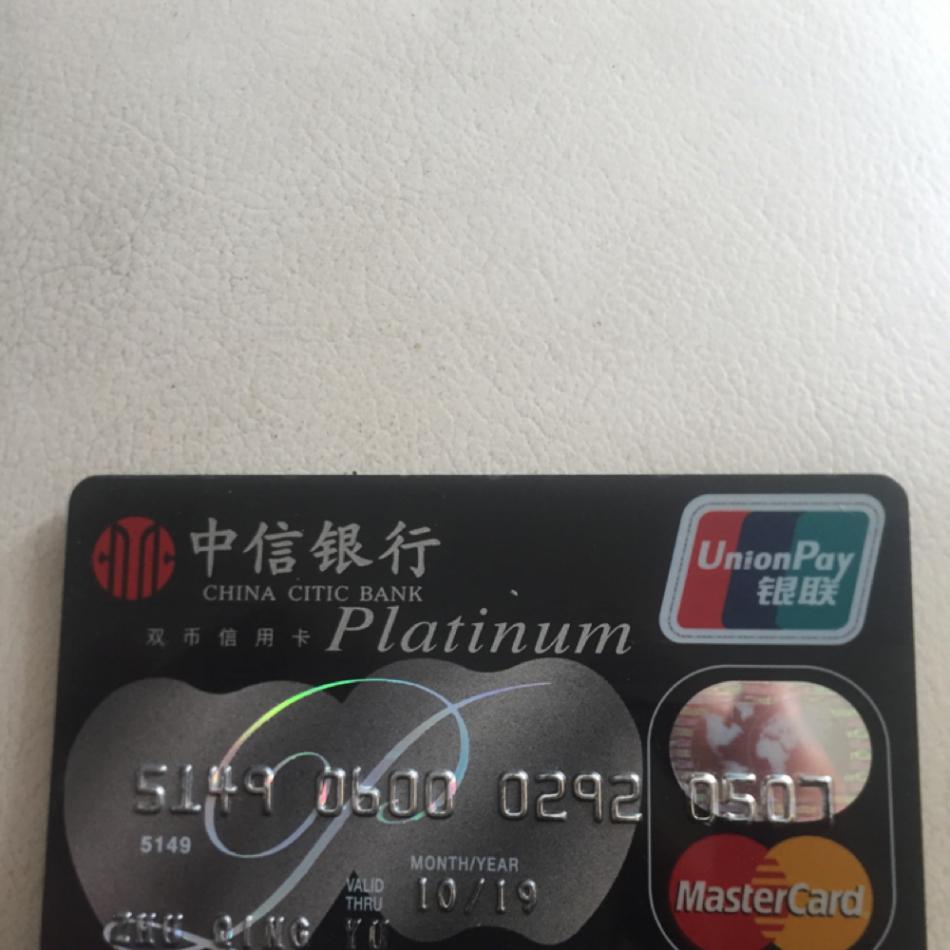 中信银行
CHINA CITIC BANK
双币信用卡 Platinum
UnionPay
银联
5149 0600 0292 0507
5149
MONTH/YEAR
VALID THRU 10/19
MasterCard
ZHU QING YU